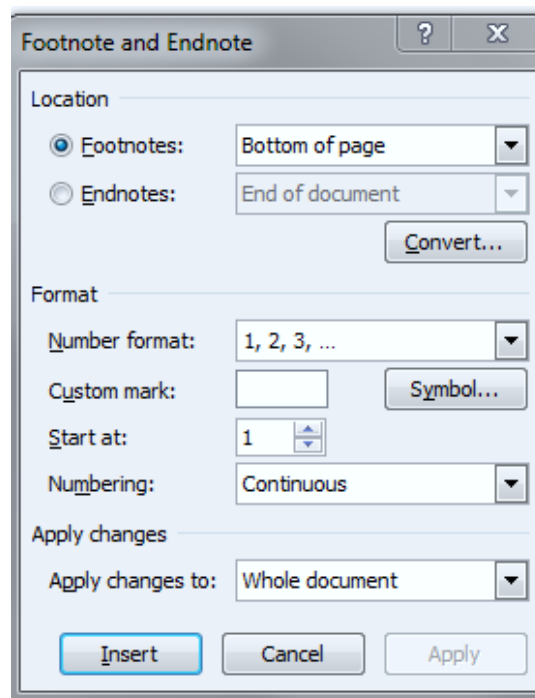 Footnote and Endnote
Location
Footnotes: Bottom of page
Endnotes: End of document
Convert...
Format
Number format: 1, 2, 3, ...
Custom mark: Symbol...
Start at: 1
Numbering: Continuous
Apply changes
Apply changes to: Whole document
Insert Cancel Apply